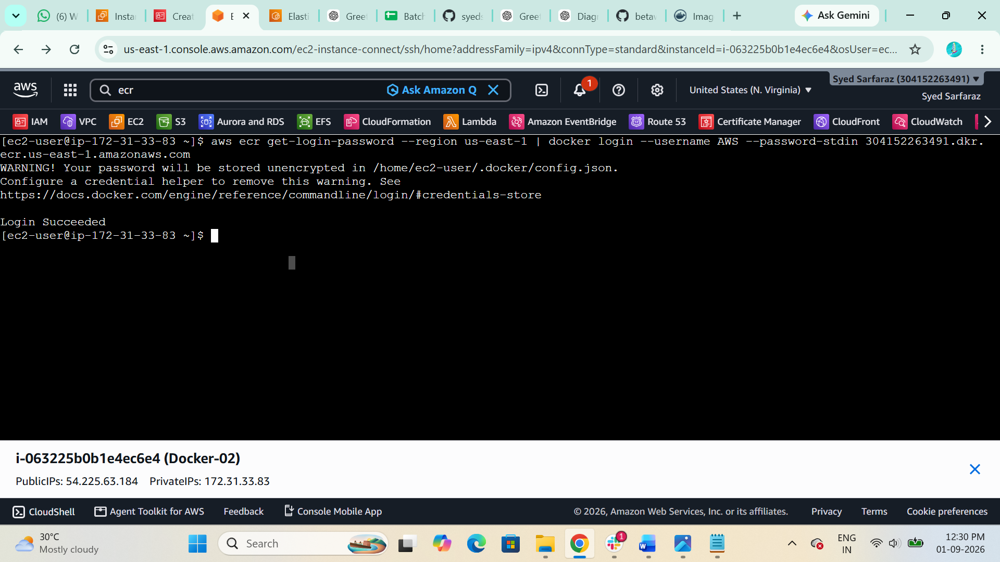 (6) W
Insta
Creat
E
Elasti
Greet
Batch
syeds
Greet
Diagr
betaw
Imag
Ask Gemini
us-east-1.console.aws.amazon.com/ec2-instance-connect/ssh/home?addressFamily=ipv4&connType=standard&instanceId=i-063225b0b1e4ec6e4&osUser=ec...
aws
ecr
Ask Amazon Q
1
United States (N. Virginia)
Syed Sarfaraz (304152263491)
Syed Sarfaraz
IAM VPC EC2 S3 Aurora and RDS EFS CloudFormation Lambda Amazon EventBridge Route 53 Certificate Manager CloudFront CloudWatch
[ec2-user@ip-172-31-33-83 ~]$ aws ecr get-login-password --region us-east-1 | docker login --username AWS --password-stdin 304152263491.dkr.
ecr.us-east-1.amazonaws.com
WARNING! Your password will be stored unencrypted in /home/ec2-user/.docker/config.json.
Configure a credential helper to remove this warning. See
https://docs.docker.com/engine/reference/commandline/login/#credentials-store
Login Succeeded
[ec2-user@ip-172-31-33-83 ~]$
i-063225b0b1e4ec6e4 (Docker-02)
PublicIPs: 54.225.63.184 PrivateIPs: 172.31.33.83
CloudShell Agent Toolkit for AWS Feedback Console Mobile App © 2026, Amazon Web Services, Inc. or its affiliates. Privacy Terms Cookie preferences
30°C
Mostly cloudy
Search
1
ENG
IN
12:30 PM
01-09-2026